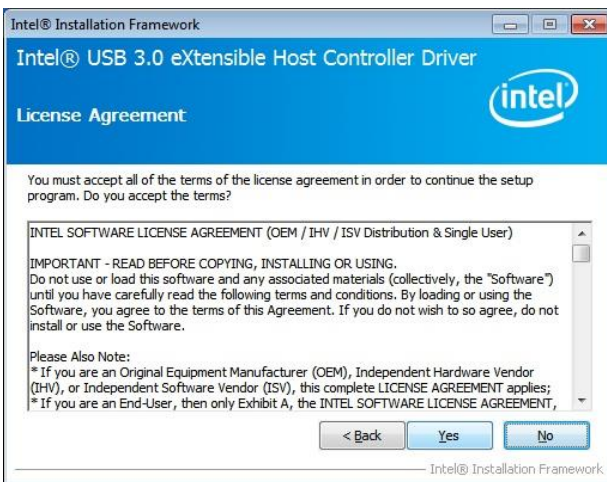 Intel® Installation Framework
Intel® USB 3.0 eXtensible Host Controller Driver
License Agreement
intel
You must accept all of the terms of the license agreement in order to continue the setup
program. Do you accept the terms?
INTEL SOFTWARE LICENSE AGREEMENT (OEM / IHV / ISV Distribution & Single User)
IMPORTANT - READ BEFORE COPYING, INSTALLING OR USING.
Do not use or load this software and any associated materials (collectively, the "Software")
until you have carefully read the following terms and conditions. By loading or using the
Software, you agree to the terms of this Agreement. If you do not wish to so agree, do not
install or use the Software.
Please Also Note:
* If you are an Original Equipment Manufacturer (OEM), Independent Hardware Vendor
(IHV), or Independent Software Vendor (ISV), this complete LICENSE AGREEMENT applies;
* If you are an End-User, then only Exhibit A, the INTEL SOFTWARE LICENSE AGREEMENT,
< Back Yes No
Intel® Installation Framework